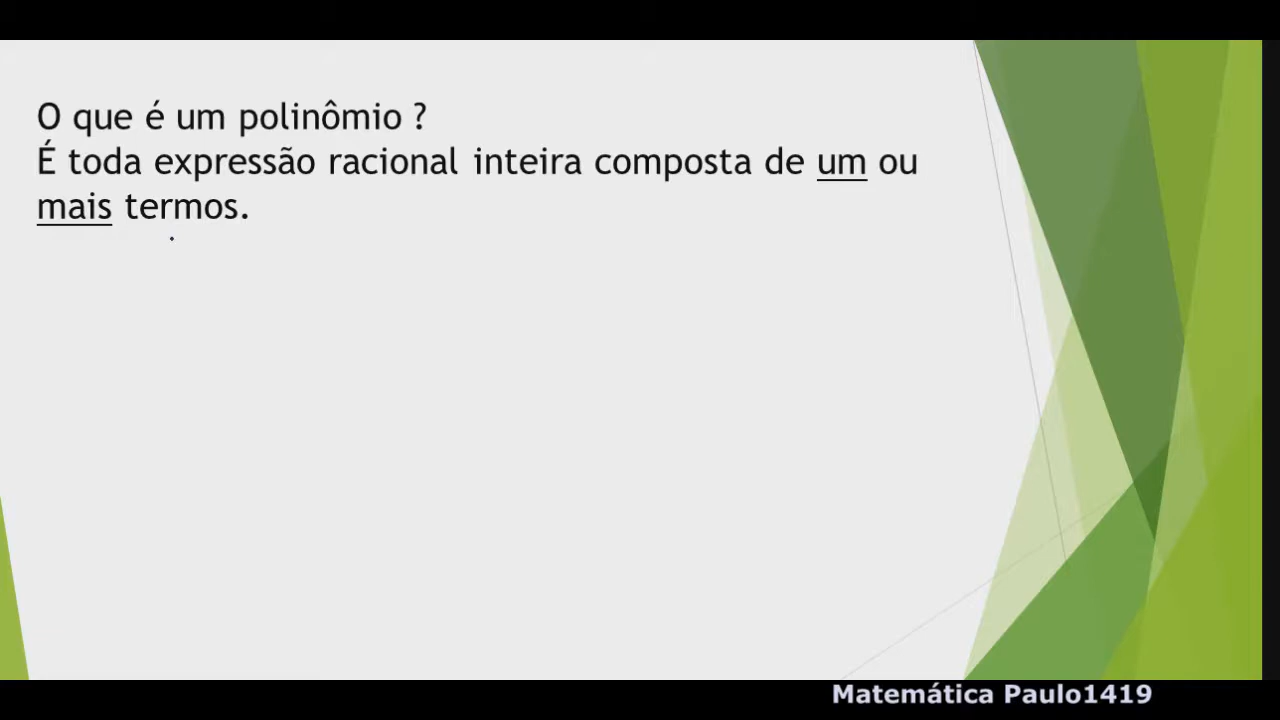 O que é um polinômio ?
É toda expressão racional inteira composta de um ou
mais termos.
Matemática Paulo1419